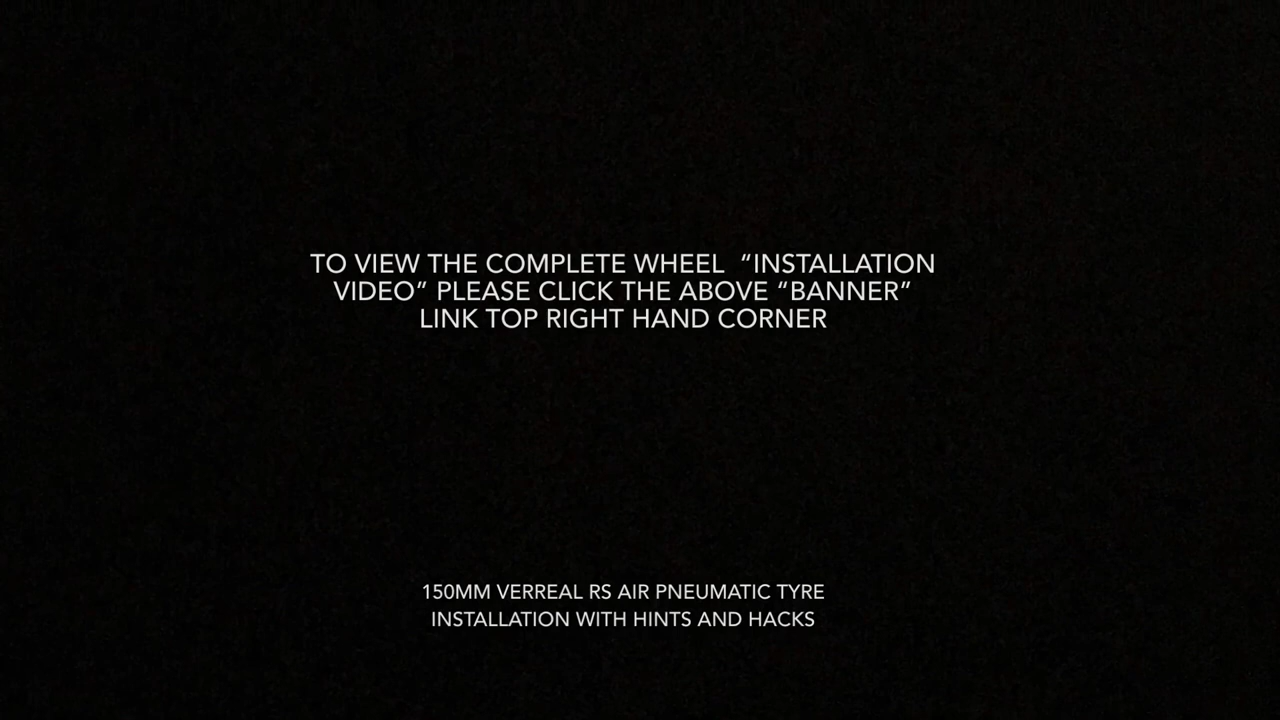 TO VIEW THE COMPLETE WHEEL “INSTALLATION
VIDEO” PLEASE CLICK THE ABOVE “BANNER”
LINK TOP RIGHT HAND CORNER
150MM VERREAL RS AIR PNEUMATIC TYRE
INSTALLATION WITH HINTS AND HACKS